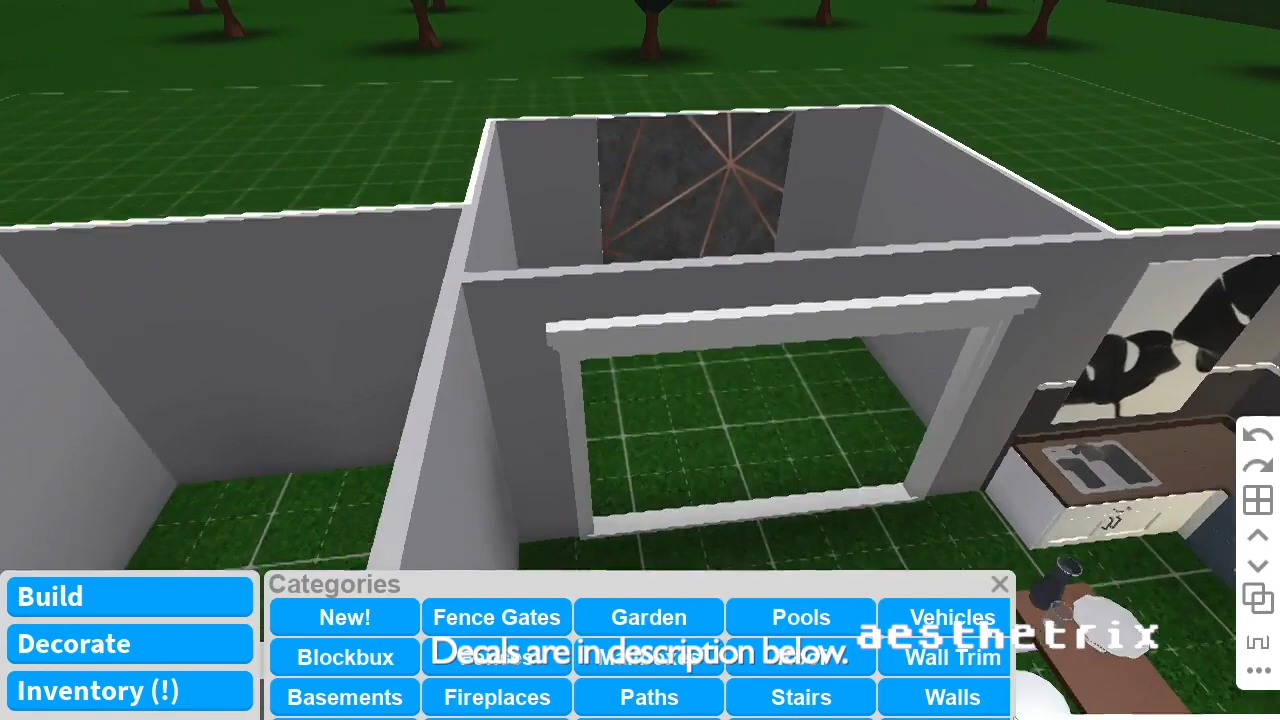 Build
Decorate
Inventory (!)
Categories
New!
Fence Gates
Garden
Pools
Vehicles
Blockbux
Roof
Wall Trim
Basements
Fireplaces
Paths
Stairs
Walls
Decals are in description below.
aesthetrix